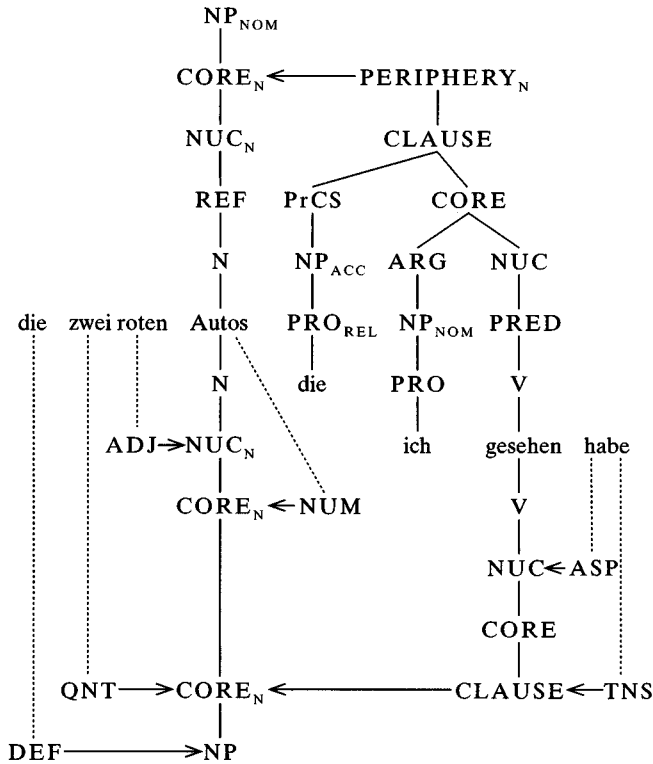 NP_NOM
CORE_N PERIPHERY_N
NUC_N CLAUSE
REF PrCS CORE
N NP_ACC ARG NUC
die zwei roten Autos PRO_REL NP_NOM PRED
N die PRO V
ADJ NUC_N ich gesehen habe
CORE_N NUM V
NUC ASP
CORE
QNT CORE_N CLAUSE TNS
DEF NP